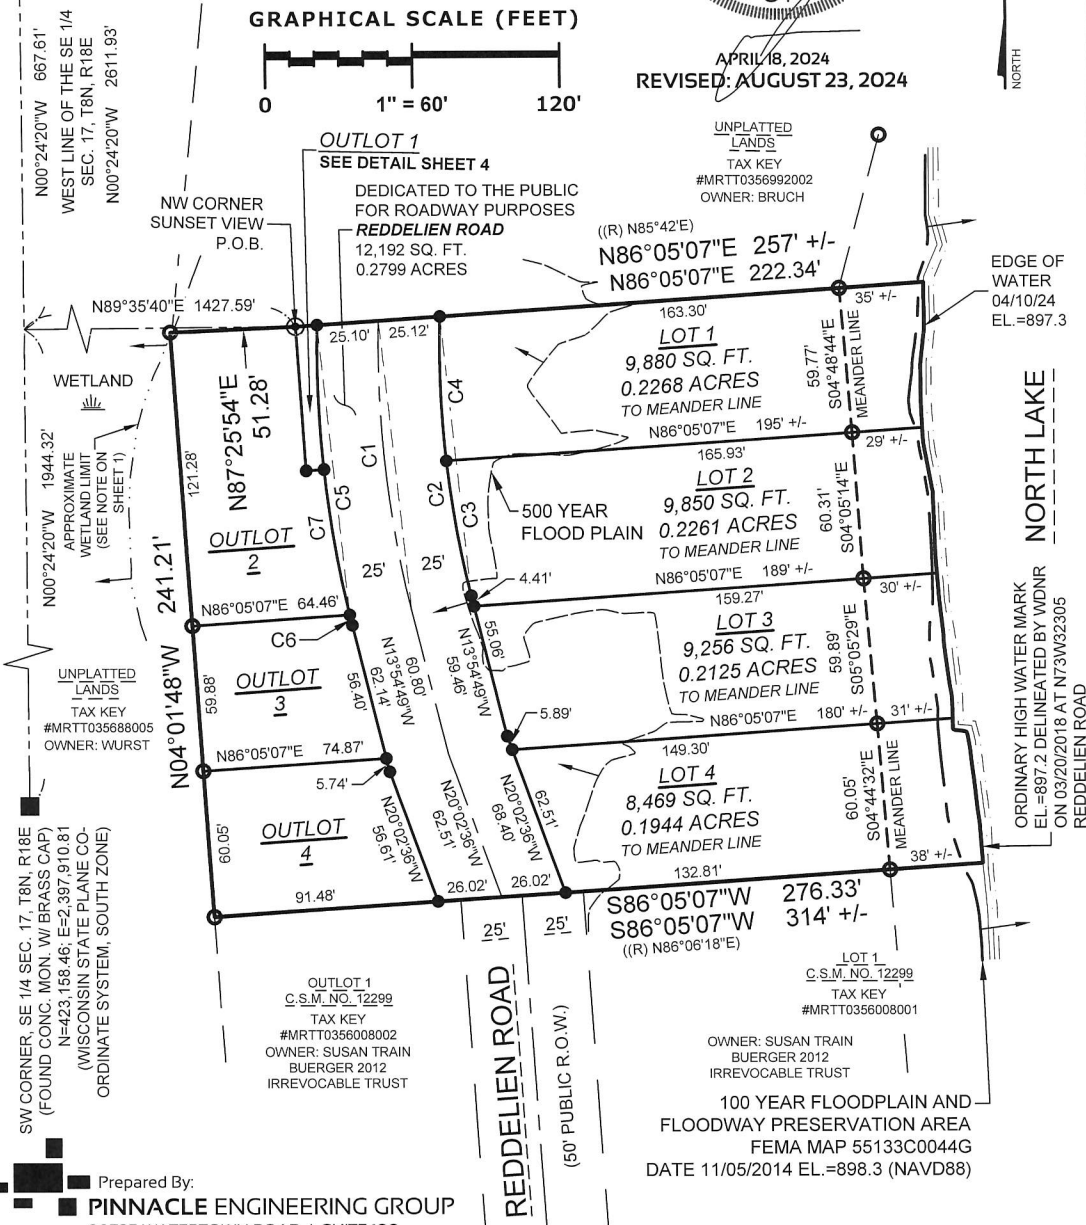 GRAPHICAL SCALE (FEET)
0
1" = 60'
120'
APRIL 18, 2024
REVISED: AUGUST 23, 2024
NORTH
N00°24'20"W 667.61'
WEST LINE OF THE SE 1/4
SEC. 17, T8N, R18E
N00°24'20"W 2611.93'
OUTLOT 1
SEE DETAIL SHEET 4
NW CORNER
SUNSET VIEW
P.O.B.
DEDICATED TO THE PUBLIC
FOR ROADWAY PURPOSES
REDDELIEN ROAD
12,192 SQ. FT.
0.2799 ACRES
UNPLATTED
LANDS
TAX KEY
#MRTT0356992002
OWNER: BRUCH
((R) N85°42'E)
N86°05'07"E 257' +/-
N86°05'07"E 222.34'
EDGE OF
WATER
04/10/24
EL.=897.3
N89°35'40"E 1427.59'
25.10'
25.12'
163.30'
35' +/-
LOT 1
9,880 SQ. FT.
0.2268 ACRES
TO MEANDER LINE
59.77'
S04°48'44"E
MEANDER LINE
WETLAND
N87°25'54"E
51.28'
C4
C1
N86°05'07"E 195' +/-
165.93'
29' +/-
N00°24'20"W 1944.32'
APPROXIMATE
WETLAND LIMIT
(SEE NOTE ON
SHEET 1)
121.28'
N04°01'48"W 241.21'
C5
C7
C2
C3
500 YEAR
FLOOD PLAIN
LOT 2
9,850 SQ. FT.
0.2261 ACRES
TO MEANDER LINE
60.31'
S04°05'14"E
NORTH LAKE
OUTLOT
2
25'
25'
4.41'
N86°05'07"E 189' +/-
159.27'
30' +/-
N86°05'07"E 64.46'
C6
LOT 3
9,256 SQ. FT.
0.2125 ACRES
TO MEANDER LINE
59.89'
S05°05'29"E
55.06'
N13°54'49"W
59.46'
60.80'
N13°54'49"W
62.14'
56.40'
OUTLOT
3
59.88'
UNPLATTED
LANDS
TAX KEY
#MRTT035688005
OWNER: WURST
ORDINARY HIGH WATER MARK
EL.=897.2 DELINEATED BY WDNR
ON 03/20/2018 AT N73W32305
REDDELIEN ROAD
N86°05'07"E 180' +/-
149.30'
31' +/-
5.89'
N86°05'07"E 74.87'
5.74'
LOT 4
8,469 SQ. FT.
0.1944 ACRES
TO MEANDER LINE
60.05'
S04°44'32"E
MEANDER LINE
62.51'
N20°02'36"W
68.40'
N20°02'36"W
62.51'
N20°02'36"W
56.61'
OUTLOT
4
60.05'
91.48'
26.02'
26.02'
132.81'
38' +/-
S86°05'07"W 276.33'
S86°05'07"W 314' +/-
((R) N86°06'18"E)
25'
25'
SW CORNER, SE 1/4 SEC. 17, T8N, R18E
(FOUND CONC. MON. W/ BRASS CAP)
N=423,158.46; E=2,397,910.81
(WISCONSIN STATE PLANE CO-
ORDINATE SYSTEM, SOUTH ZONE)
OUTLOT 1
C.S.M. NO. 12299
TAX KEY
#MRTT0356008002
OWNER: SUSAN TRAIN
BUERGER 2012
IRREVOCABLE TRUST
REDDELIEN ROAD
(50' PUBLIC R.O.W.)
LOT 1
C.S.M. NO. 12299
TAX KEY
#MRTT0356008001
OWNER: SUSAN TRAIN
BUERGER 2012
IRREVOCABLE TRUST
100 YEAR FLOODPLAIN AND
FLOODWAY PRESERVATION AREA
FEMA MAP 55133C0044G
DATE 11/05/2014 EL.=898.3 (NAVD88)
Prepared By:
PINNACLE ENGINEERING GROUP